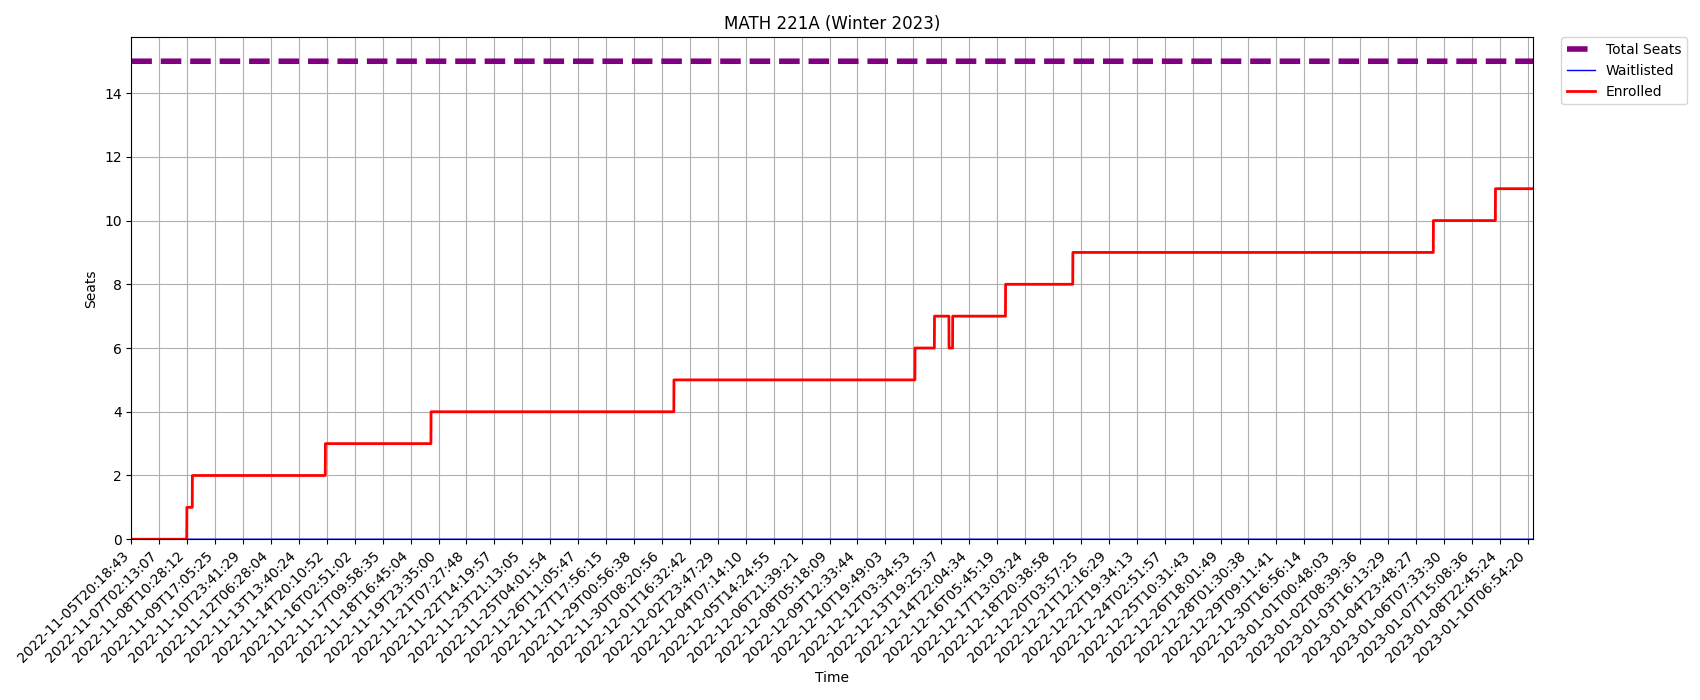 MATH 221A (Winter 2023)
Total Seats
Waitlisted
Enrolled
Seats
14
12
10
8
6
4
2
0
2022-11-05T20:18:43
2022-11-07T02:13:07
2022-11-08T10:28:12
2022-11-09T17:05:25
2022-11-10T23:41:29
2022-11-12T06:28:04
2022-11-13T13:40:24
2022-11-14T20:10:52
2022-11-16T02:51:02
2022-11-17T09:58:35
2022-11-18T16:45:04
2022-11-19T23:35:00
2022-11-21T07:27:48
2022-11-22T14:19:57
2022-11-23T21:13:05
2022-11-25T04:01:54
2022-11-26T11:05:47
2022-11-27T17:56:15
2022-11-29T00:56:38
2022-11-30T08:20:56
2022-12-01T16:32:42
2022-12-02T23:47:29
2022-12-04T07:14:10
2022-12-05T14:24:55
2022-12-06T21:39:21
2022-12-08T05:18:09
2022-12-09T12:33:44
2022-12-10T19:49:03
2022-12-12T03:34:53
2022-12-13T19:25:37
2022-12-14T22:04:34
2022-12-16T05:45:19
2022-12-17T13:03:24
2022-12-18T20:38:58
2022-12-20T03:57:25
2022-12-21T12:16:29
2022-12-22T19:34:13
2022-12-24T02:51:57
2022-12-25T10:31:43
2022-12-26T18:01:49
2022-12-28T01:30:38
2022-12-29T09:11:41
2022-12-30T16:56:14
2023-01-01T00:48:03
2023-01-02T08:39:36
2023-01-03T16:13:29
2023-01-04T23:48:27
2023-01-06T07:33:30
2023-01-07T15:08:36
2023-01-08T22:45:24
2023-01-10T06:54:20
Time